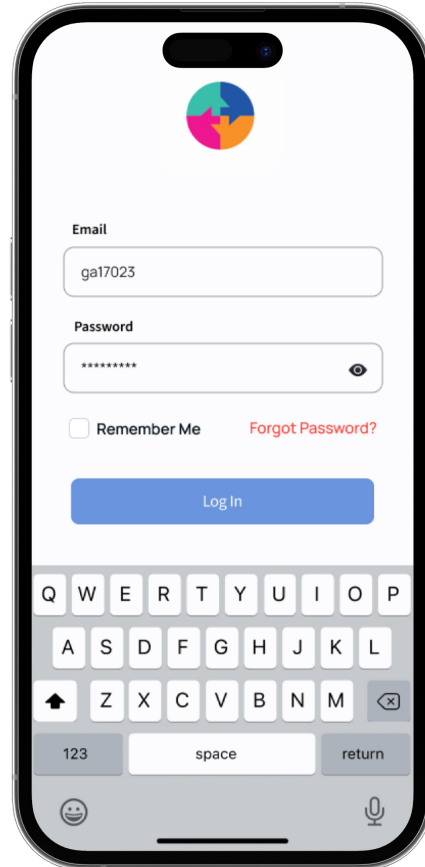 Email
ga17023
Password
*********
Remember Me Forgot Password?
Log In
Q W E R T Y U I O P
A S D F G H J K L
Z X C V B N M
123 space return